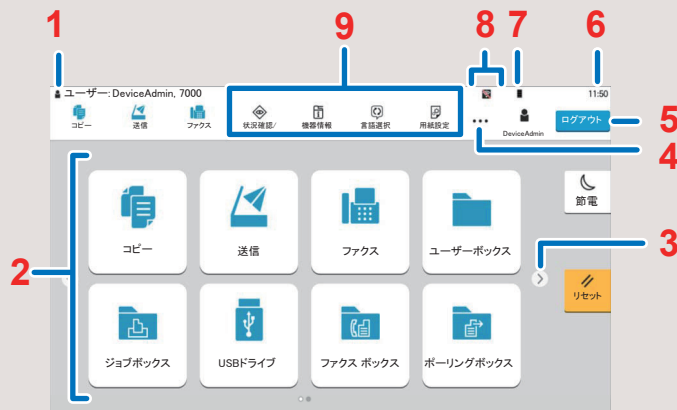 1
9
8
7
6
ユーザー: DeviceAdmin, 7000
11:50
コピー
送信
ファクス
状況確認/
機器情報
言語選択
用紙設定
...
DeviceAdmin
ログアウト
5
4
2
コピー
送信
ファクス
ユーザーボックス
節電
3
ジョブボックス
USBドライブ
ファクス ボックス
ポーリングボックス
リセット